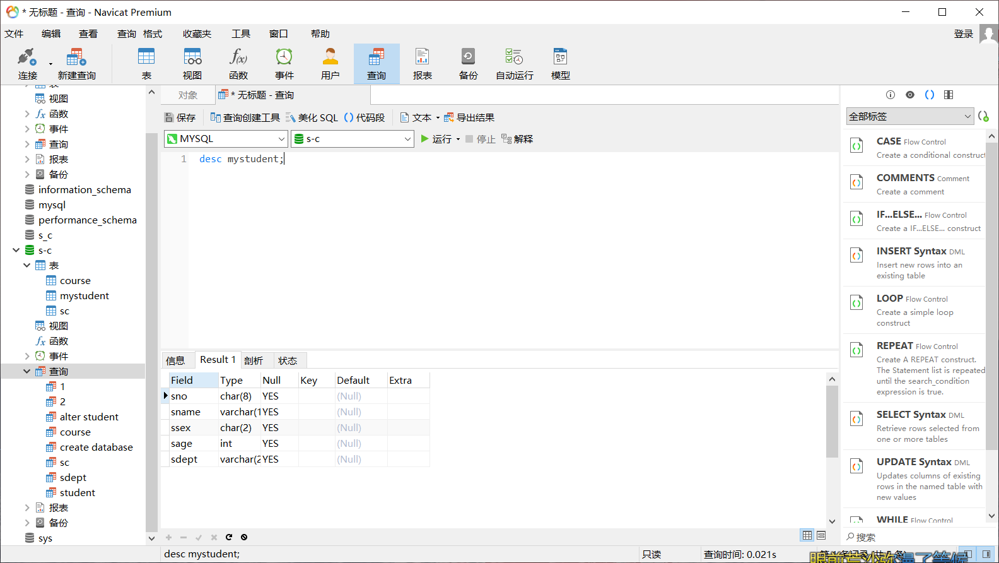 * 无标题 - 查询 - Navicat Premium
文件 编辑 查看 查询 格式 收藏夹 工具 窗口 帮助 登录
连接 新建查询 表 视图 函数 事件 用户 查询 报表 备份 自动运行 模型
表
视图
函数
事件
查询
报表
备份
information_schema
mysql
performance_schema
s_c
s-c
表
course
mystudent
sc
视图
函数
事件
查询
1
2
alter student
course
create database
sc
sdept
student
报表
备份
sys
对象 * 无标题 - 查询
保存 查询创建工具 美化 SQL () 代码段 文本 导出结果
MYSQL s-c 运行 停止 解释
1 desc mystudent;
信息 Result 1 剖析 状态
Field Type Null Key Default Extra
sno char(8) YES (Null)
sname varchar(1 YES (Null)
ssex char(2) YES (Null)
sage int YES (Null)
sdept varchar(2 YES (Null)
全部标签
CASE Flow Control
Create a conditional construct
COMMENTS Comment
Create a comment
IF...ELSE... Flow Control
Create a IF...ELSE... construct
INSERT Syntax DML
Insert new rows into an
existing table
LOOP Flow Control
Create a simple loop
construct
REPEAT Flow Control
Create A REPEAT construct.
The Statement list is repeated
until the search_condition
expression is true.
SELECT Syntax DML
Retrieve rows selected from
one or more tables
UPDATE Syntax DML
Updates columns of existing
rows in the named table with
new values
WHILE Flow Control
搜索
desc mystudent; 只读 查询时间: 0.021s